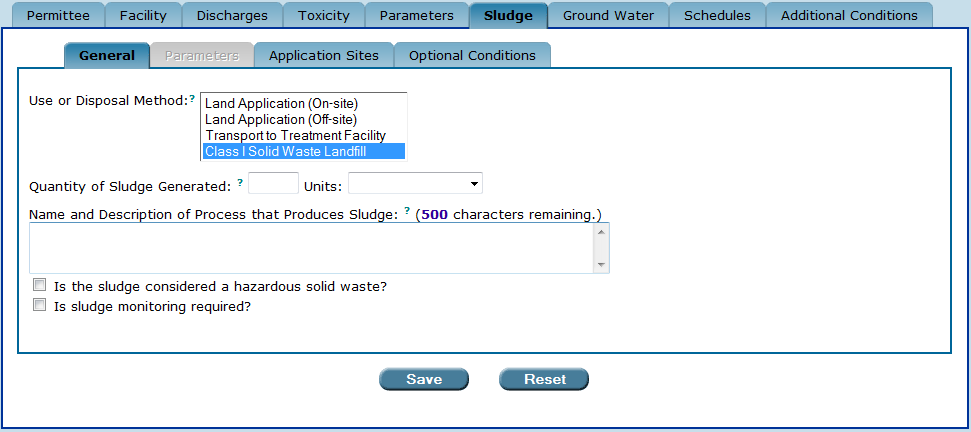 Permittee Facility Discharges Toxicity Parameters Sludge Ground Water Schedules Additional Conditions
General Parameters Application Sites Optional Conditions
Use or Disposal Method:?
Land Application (On-site)
Land Application (Off-site)
Transport to Treatment Facility
Class I Solid Waste Landfill
Quantity of Sludge Generated: ? Units:
Name and Description of Process that Produces Sludge: ? (500 characters remaining.)
Is the sludge considered a hazardous solid waste?
Is sludge monitoring required?
Save Reset